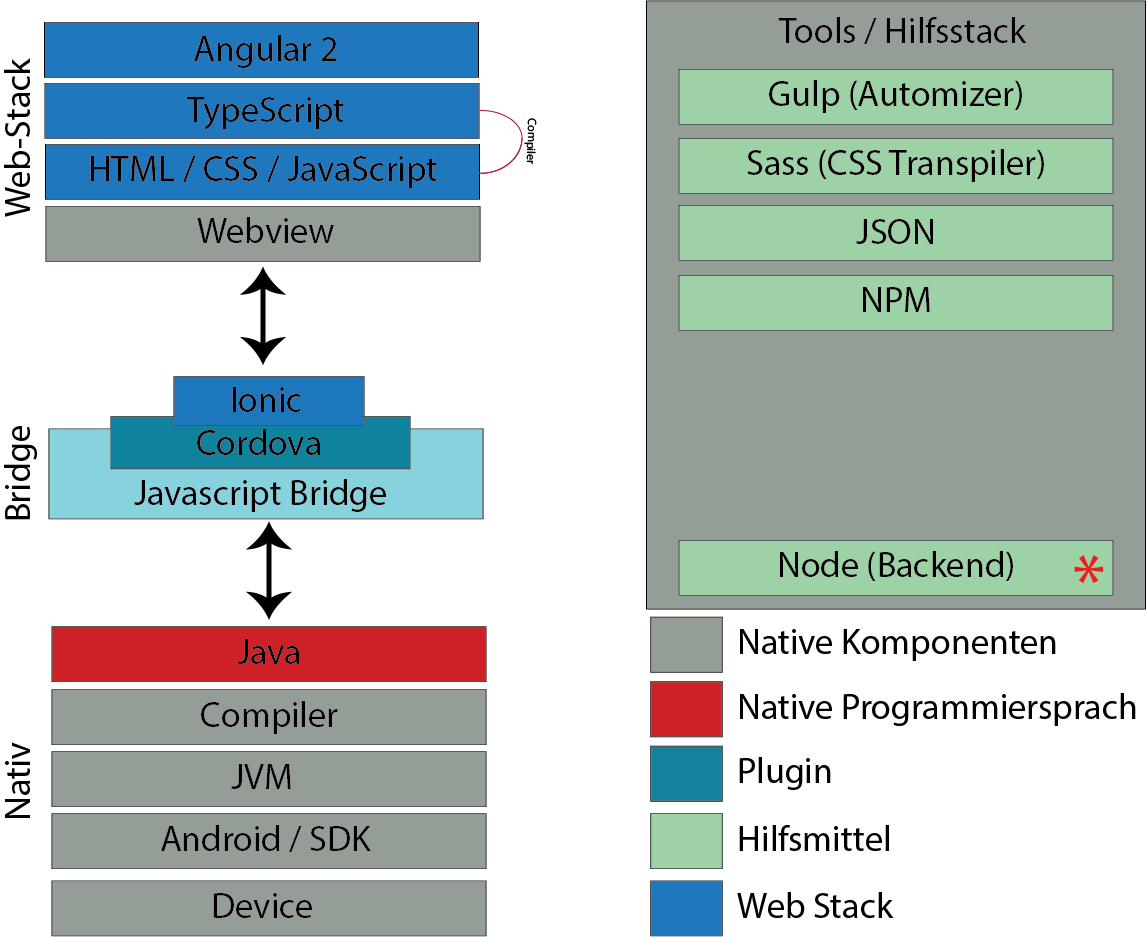 Web-Stack
Angular 2
TypeScript
Compiler
HTML / CSS / JavaScript
Webview
Bridge
Ionic
Cordova
Javascript Bridge
Nativ
Java
Compiler
JVM
Android / SDK
Device
Tools / Hilfsstack
Gulp (Automizer)
Sass (CSS Transpiler)
JSON
NPM
Node (Backend) *
Native Komponenten
Native Programmiersprach
Plugin
Hilfsmittel
Web Stack